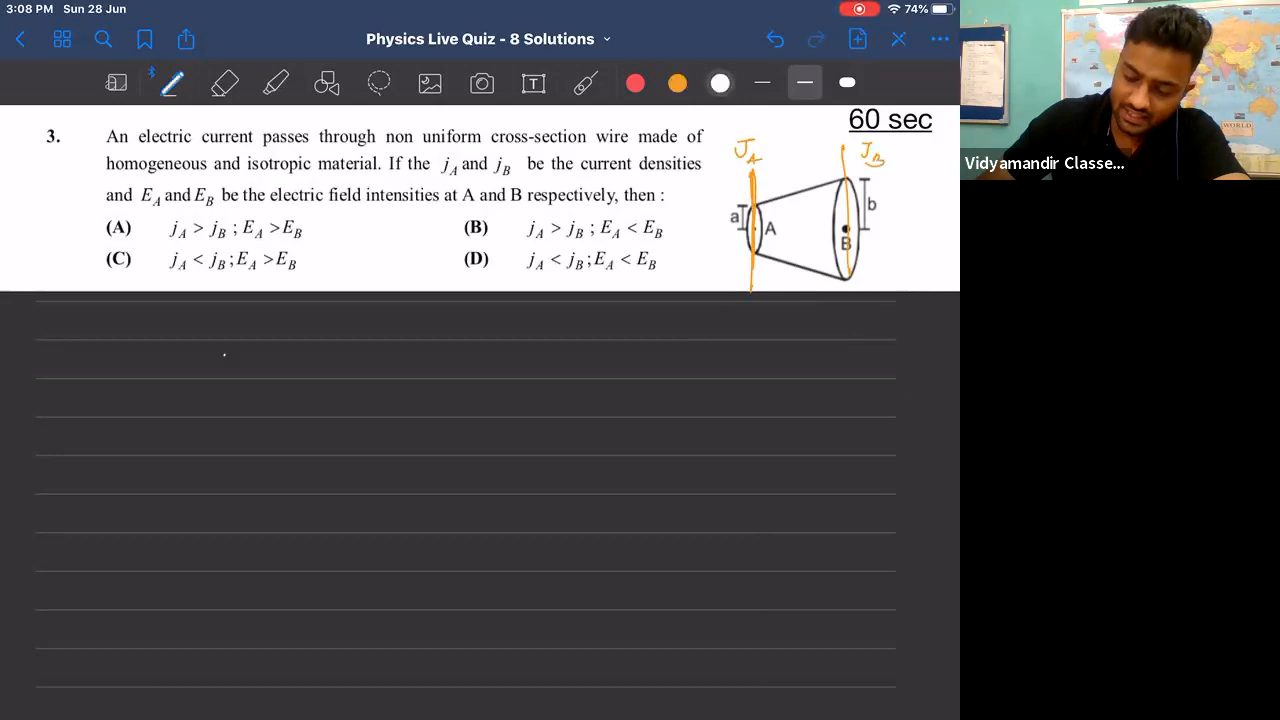 3:08 PM Sun 28 Jun
74%
Physics Live Quiz - 8 Solutions
60 sec
3. An electric current passes through non uniform cross-section wire made of
homogeneous and isotropic material. If the j_A and j_B be the current densities
and E_A and E_B be the electric field intensities at A and B respectively, then :
(A) j_A > j_B ; E_A > E_B (B) j_A > j_B ; E_A < E_B
(C) j_A < j_B ; E_A > E_B (D) j_A < j_B ; E_A < E_B
J_A J_B
a A B b
WORLD
Vidyamandir Classe...